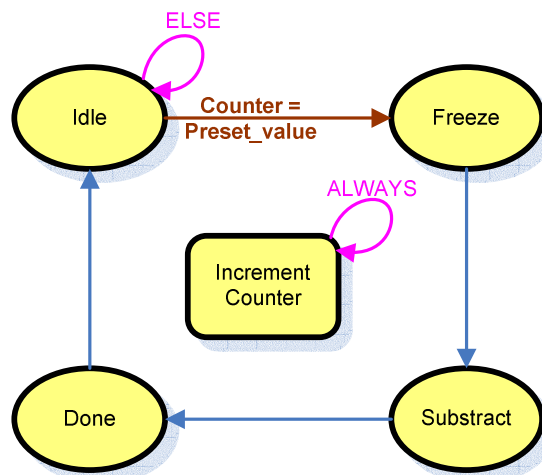 ELSE
Idle
Counter =
Preset_value
Freeze
ALWAYS
Increment
Counter
Done
Substract